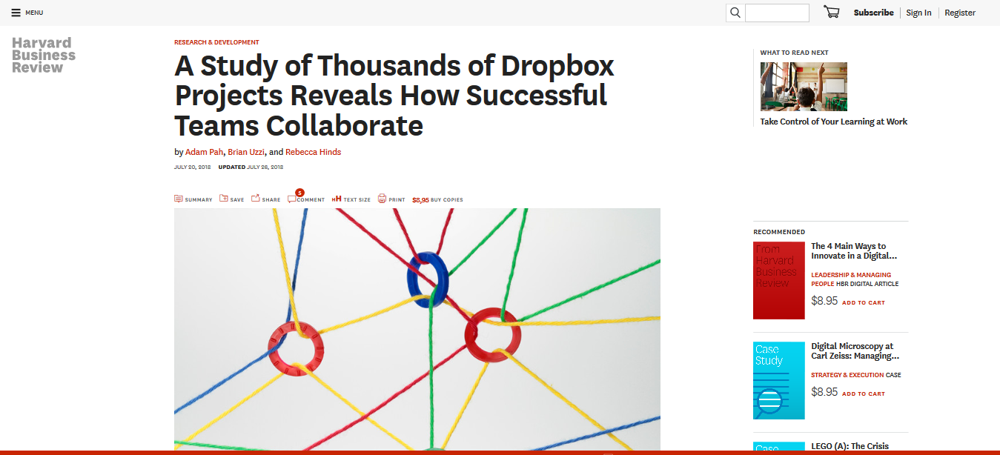 MENU
Subscribe
Sign In
Register
Harvard
Business
Review
RESEARCH & DEVELOPMENT
A Study of Thousands of Dropbox
Projects Reveals How Successful
Teams Collaborate
by Adam Pah, Brian Uzzi, and Rebecca Hinds
JULY 20, 2018 UPDATED JULY 26, 2018
SUMMARY
SAVE
SHARE
5
COMMENT
HH TEXT SIZE
PRINT
$8.95 BUY COPIES
WHAT TO READ NEXT
Take Control of Your Learning at Work
RECOMMENDED
From
Harvard
Business
Review
The 4 Main Ways to
Innovate in a Digital...
LEADERSHIP & MANAGING
PEOPLE HBR DIGITAL ARTICLE
$8.95 ADD TO CART
Case
Study
Digital Microscopy at
Carl Zeiss: Managing...
STRATEGY & EXECUTION CASE
$8.95 ADD TO CART
Case
LEGO (A): The Crisis